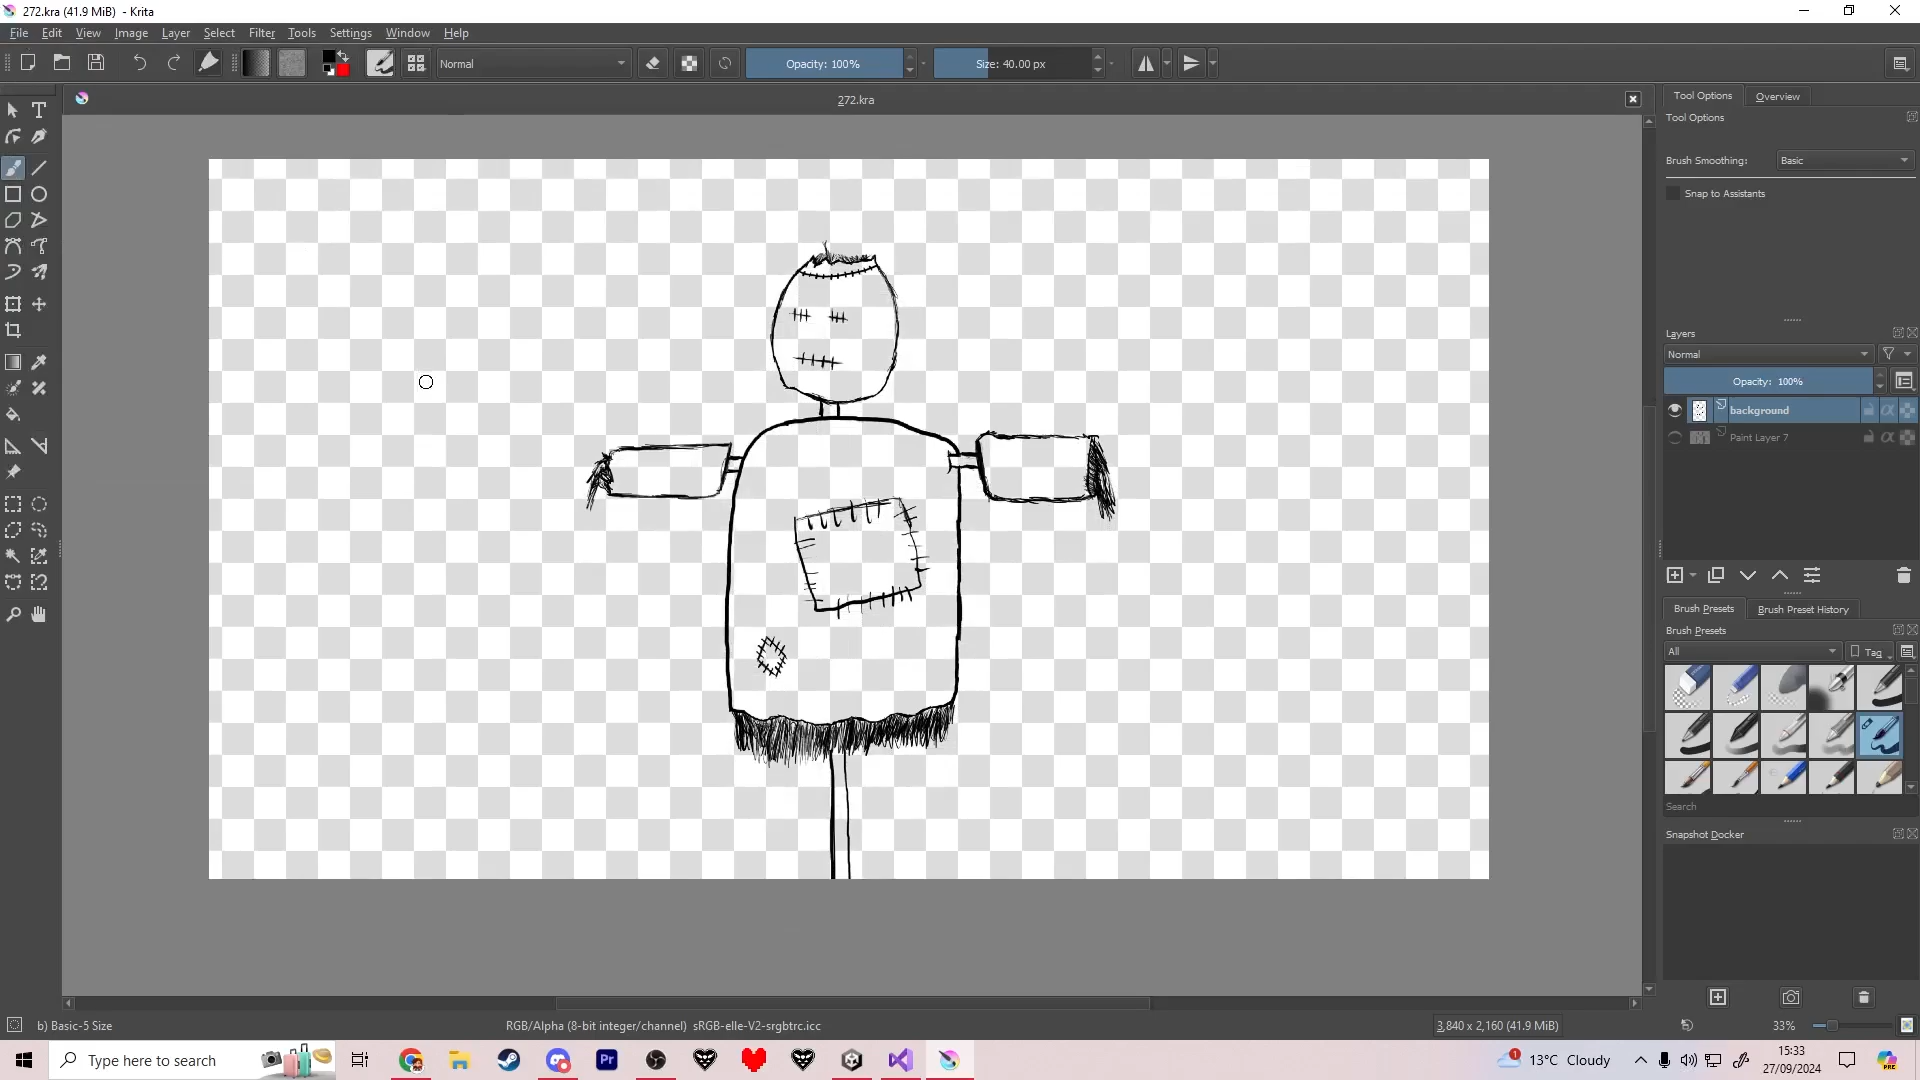 272.kra (41.9 MiB) - Krita
File Edit View Image Layer Select Filter Tools Settings Window Help
Normal
Opacity: 100%
Size: 40.00 px
272.kra
Tool Options
Overview
Tool Options
Brush Smoothing: Basic
Snap to Assistants
Layers
Normal
Opacity: 100%
background
Paint Layer 7
Brush Presets
Brush Preset History
Brush Presets
All
Tag
Search
Snapshot Docker
b) Basic-5 Size
RGB/Alpha (8-bit integer/channel) sRGB-elle-V2-srgbtrc.icc
3,840 x 2,160 (41.9 MiB)
33%
Type here to search
Pr
1
13°C Cloudy
15:33
27/09/2024
PRE